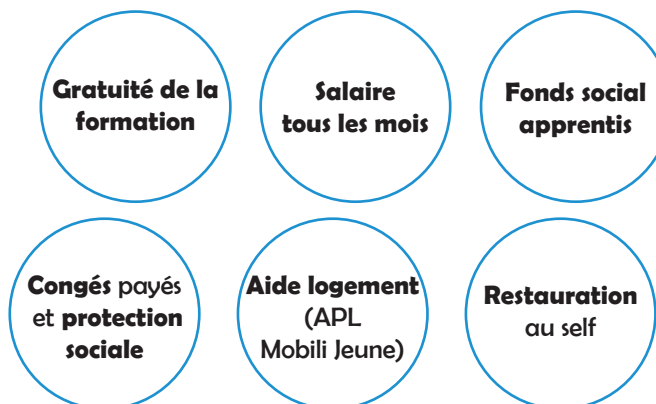 Gratuité de la
formation
Salaire
tous les mois
Fonds social
apprentis
Congés payés
et protection
sociale
Aide logement
(APL
Mobili Jeune)
Restauration
au self